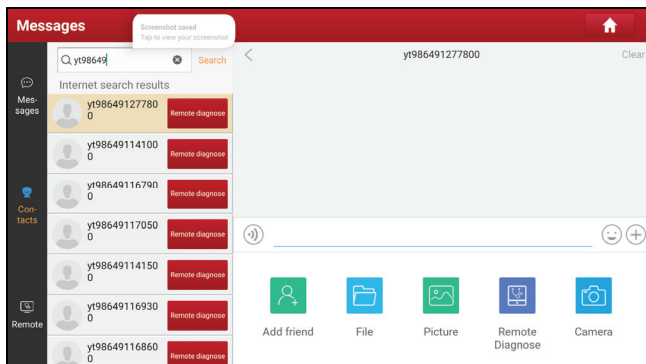 Messages
Screenshot saved
Tap to view your screenshot
yt98649
Search
yt986491277800
Clear
Internet search results
Mes-
sages
Con-
tacts
Remote
yt98649127780
0
Remote diagnose
yt98649114100
0
Remote diagnose
yt98649116790
0
Remote diagnose
yt98649117050
0
Remote diagnose
yt98649114150
0
Remote diagnose
yt98649116930
0
Remote diagnose
yt98649116860
0
Remote diagnose
Add friend
File
Picture
Remote
Diagnose
Camera